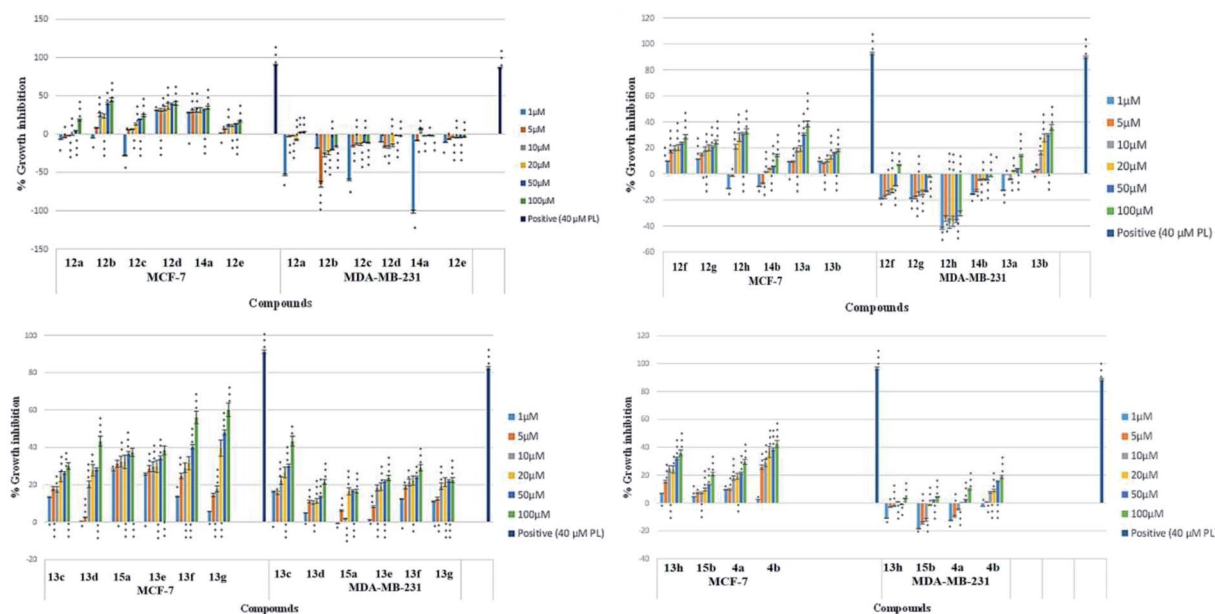 % Growth inhibition
150
100
50
0
-50
-100
-150
12a 12b 12c 12d 14a 12e 12a 12b 12c 12d 14a 12e
MCF-7 MDA-MB-231
Compounds
1µM
5µM
10µM
20µM
50µM
100µM
Positive (40 µM PL)
% Growth inhibition
120
100
80
60
40
20
0
-20
-40
-60
12f 12g 12h 14b 13a 13b 12f 12g 12h 14b 13a 13b
MCF-7 MDA-MB-231
Compounds
1µM
5µM
10µM
20µM
50µM
100µM
Positive (40 µM PL)
% Growth inhibition
100
80
60
40
20
0
-20
13c 13d 15a 13e 13f 13g 13c 13d 15a 13e 13f 13g
MCF-7 MDA-MB-231
Compounds
1µM
5µM
10µM
20µM
50µM
100µM
Positive (40 µM PL)
% Growth inhibition
120
100
80
60
40
20
0
-20
-40
13h 15b 4a 4b 13h 15b 4a 4b
MCF-7 MDA-MB-231
Compounds
1µM
5µM
10µM
20µM
50µM
100µM
Positive (40 µM PL)